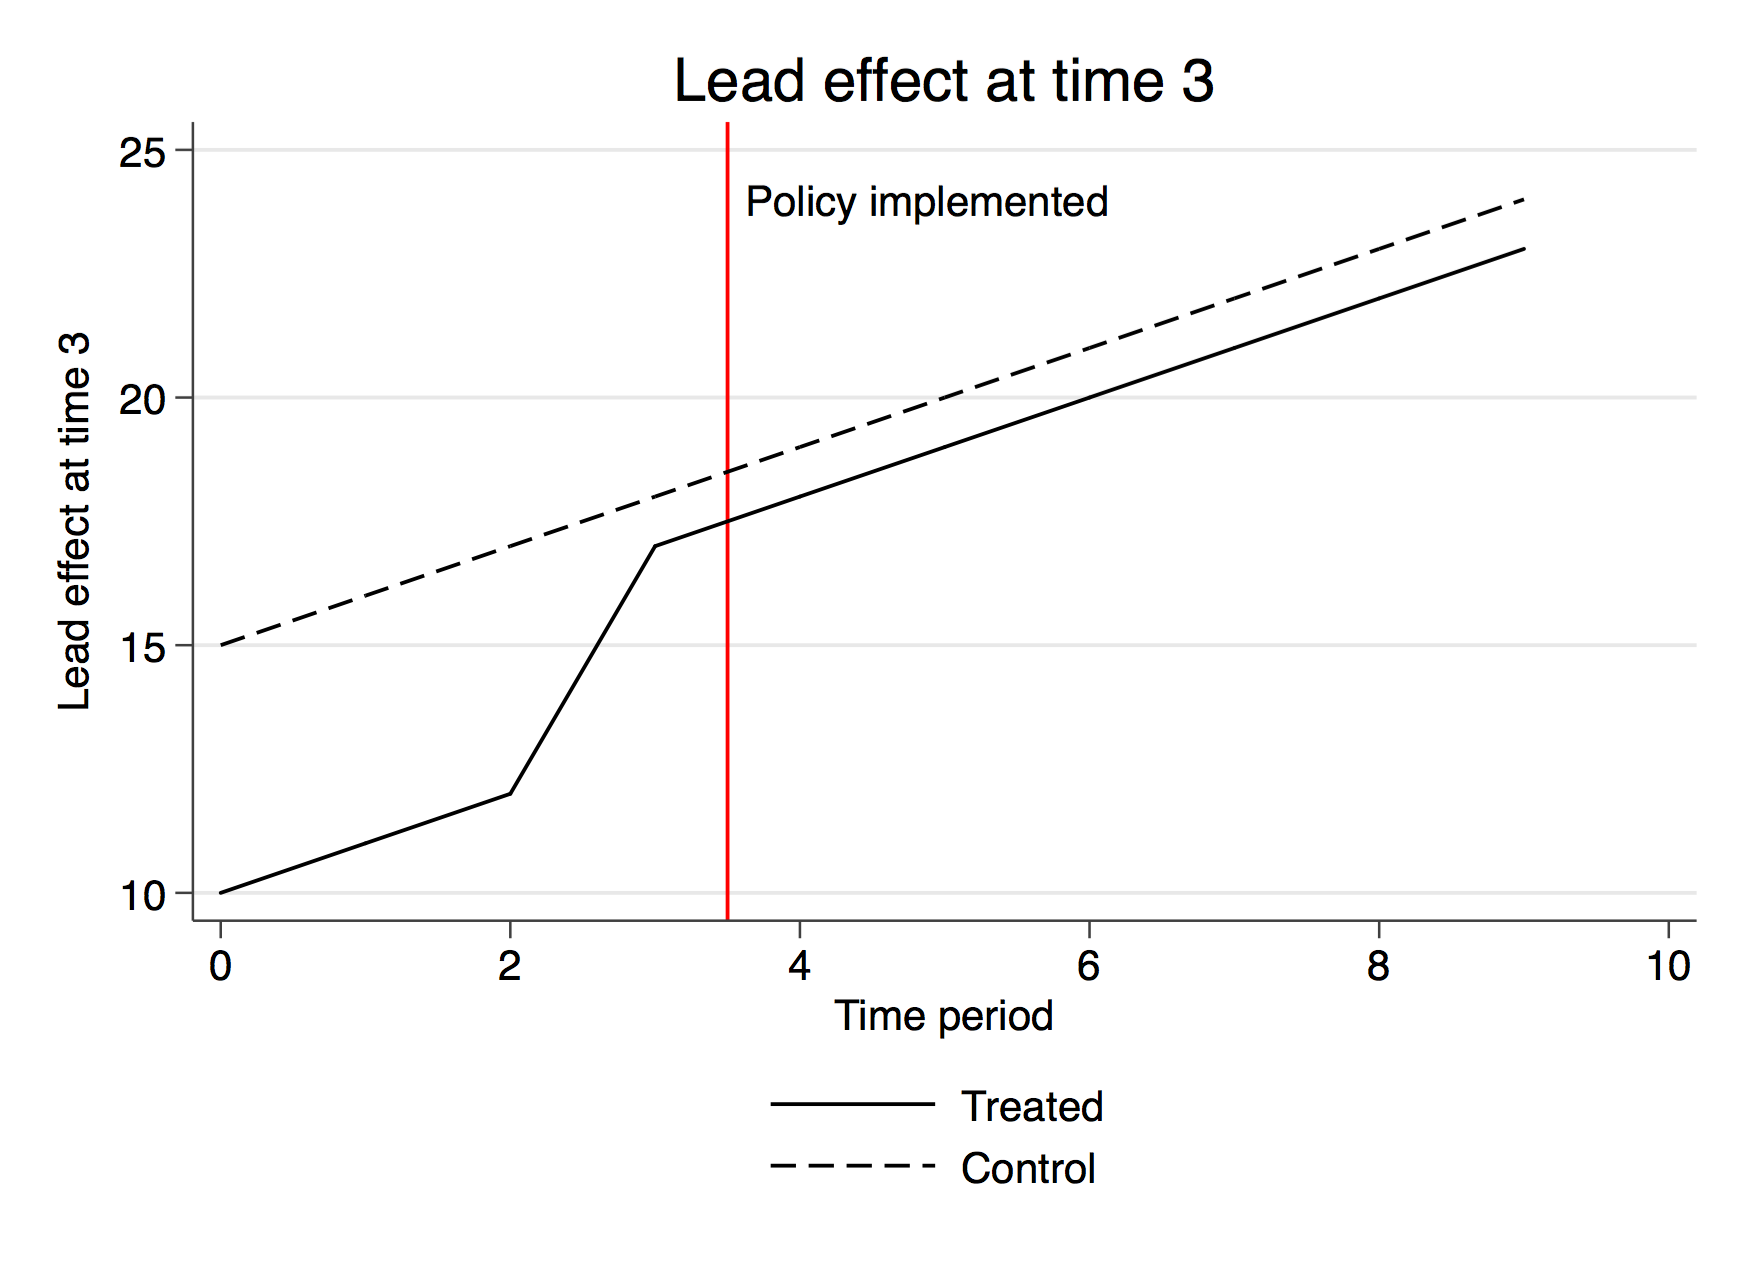 Lead effect at time 3
Policy implemented
Lead effect at time 3
25
20
15
10
0 2 4 6 8 10
Time period
Treated
Control